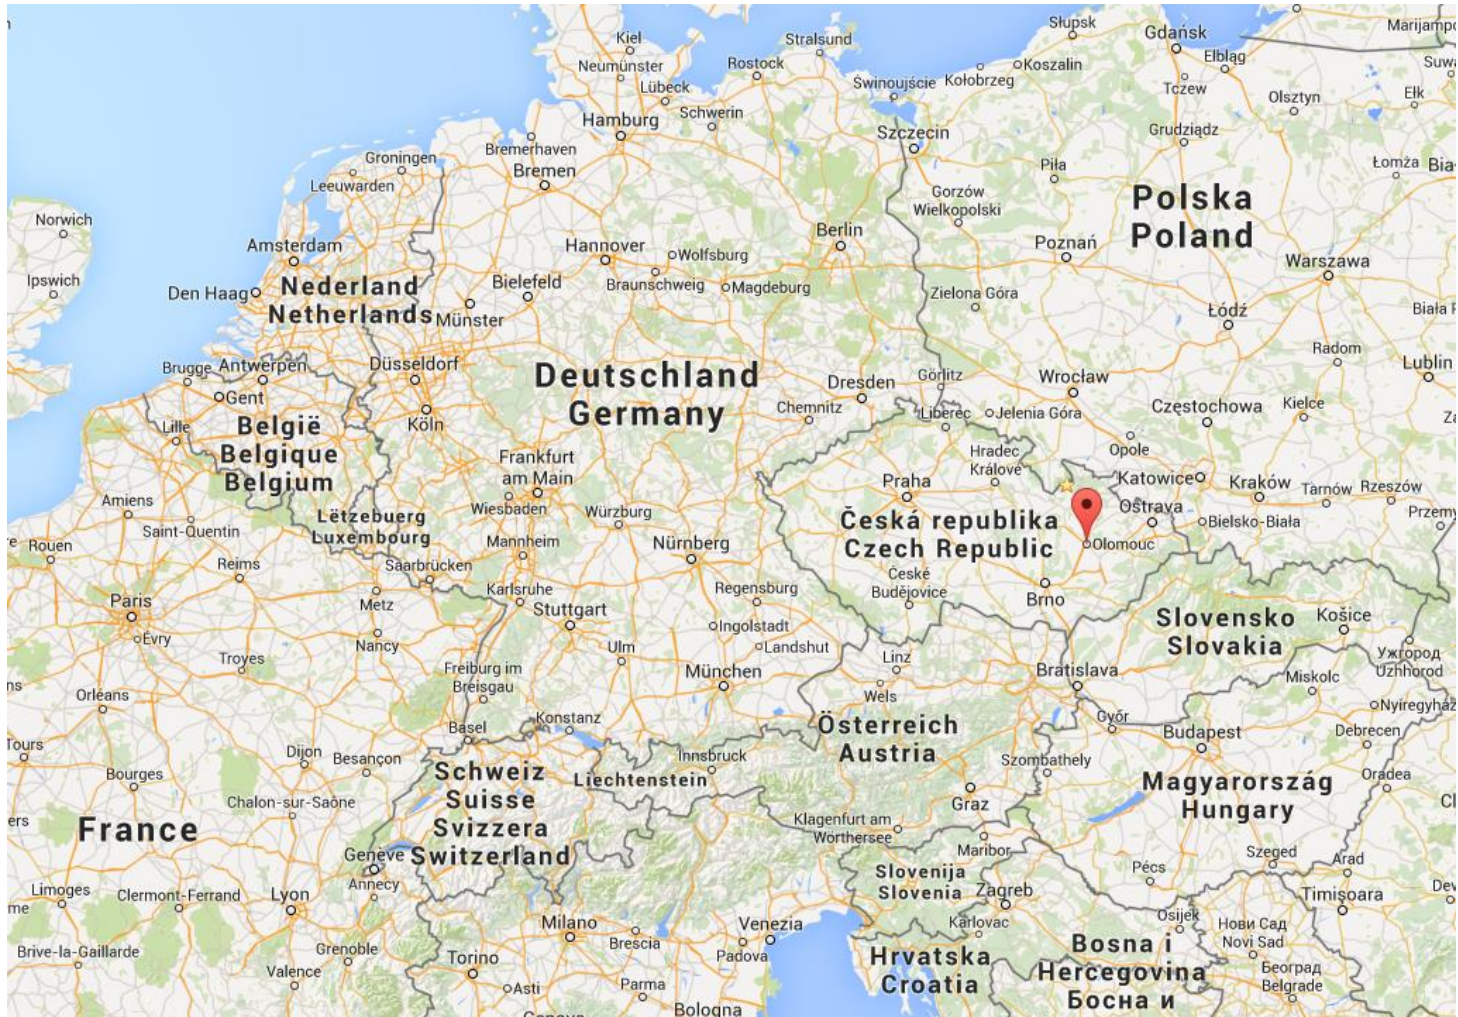 Słupsk
Gdańsk
Kiel
Stralsund
Elbląg
Neumünster
Rostock
Koszalin
Świnoujście
Kołobrzeg
Lübeck
Tczew
Ełk
Olsztyn
Schwerin
Hamburg
Szczecin
Grudziądz
Bremerhaven
Groningen
Łomża
Piła
Bremen
Leeuwarden
Gorzów
Wielkopolski
Polska
Poland
Norwich
Berlin
Amsterdam
Hannover
Wolfsburg
Poznań
Warszawa
Ipswich
Bielefeld
Braunschweig
Magdeburg
Den Haag
Nederland
Netherlands
Zielona Góra
Łódź
Münster
Radom
Brugge
Antwerpen
Düsseldorf
Lublin
Deutschland
Germany
Dresden
Görlitz
Wrocław
Gent
Chemnitz
Liberec
Jelenia Góra
Częstochowa
Kielce
Lille
België
Belgique
Belgium
Köln
Opole
Frankfurt
am Main
Hradec
Králové
Praha
Katowice
Kraków
Tarnów
Rzeszów
Amiens
Wiesbaden
Würzburg
Ostrava
Saint-Quentin
Lëtzebuerg
Luxembourg
Česká republika
Czech Republic
Bielsko-Biała
Rouen
Mannheim
Nürnberg
Olomouc
Reims
Saarbrücken
České
Budějovice
Karlsruhe
Regensburg
Brno
Paris
Metz
Stuttgart
Slovensko
Slovakia
Košice
Évry
Ingolstadt
Nancy
Ulm
Landshut
Linz
Ужгород
Uzhhorod
Troyes
Freiburg im
Breisgau
München
Bratislava
Miskolc
Orléans
Wels
Nyíregyház
Basel
Konstanz
Österreich
Austria
Győr
Budapest
Debrecen
Tours
Dijon
Besançon
Innsbruck
Szombathely
Bourges
Schweiz
Suisse
Svizzera
Switzerland
Liechtenstein
Magyarország
Hungary
Oradea
Chalon-sur-Saône
Graz
France
Klagenfurt am
Wörthersee
Genève
Maribor
Szeged
Arad
Annecy
Pécs
Limoges
Clermont-Ferrand
Lyon
Slovenija
Slovenia
Zagreb
Timișoara
Milano
Venezia
Karlovac
Osijek
Нови Сад
Novi Sad
Brescia
Padova
Brive-la-Gaillarde
Grenoble
Torino
Hrvatska
Croatia
Bosna i
Hercegovina
Босна и
Београд
Belgrade
Valence
Asti
Parma
Bologna